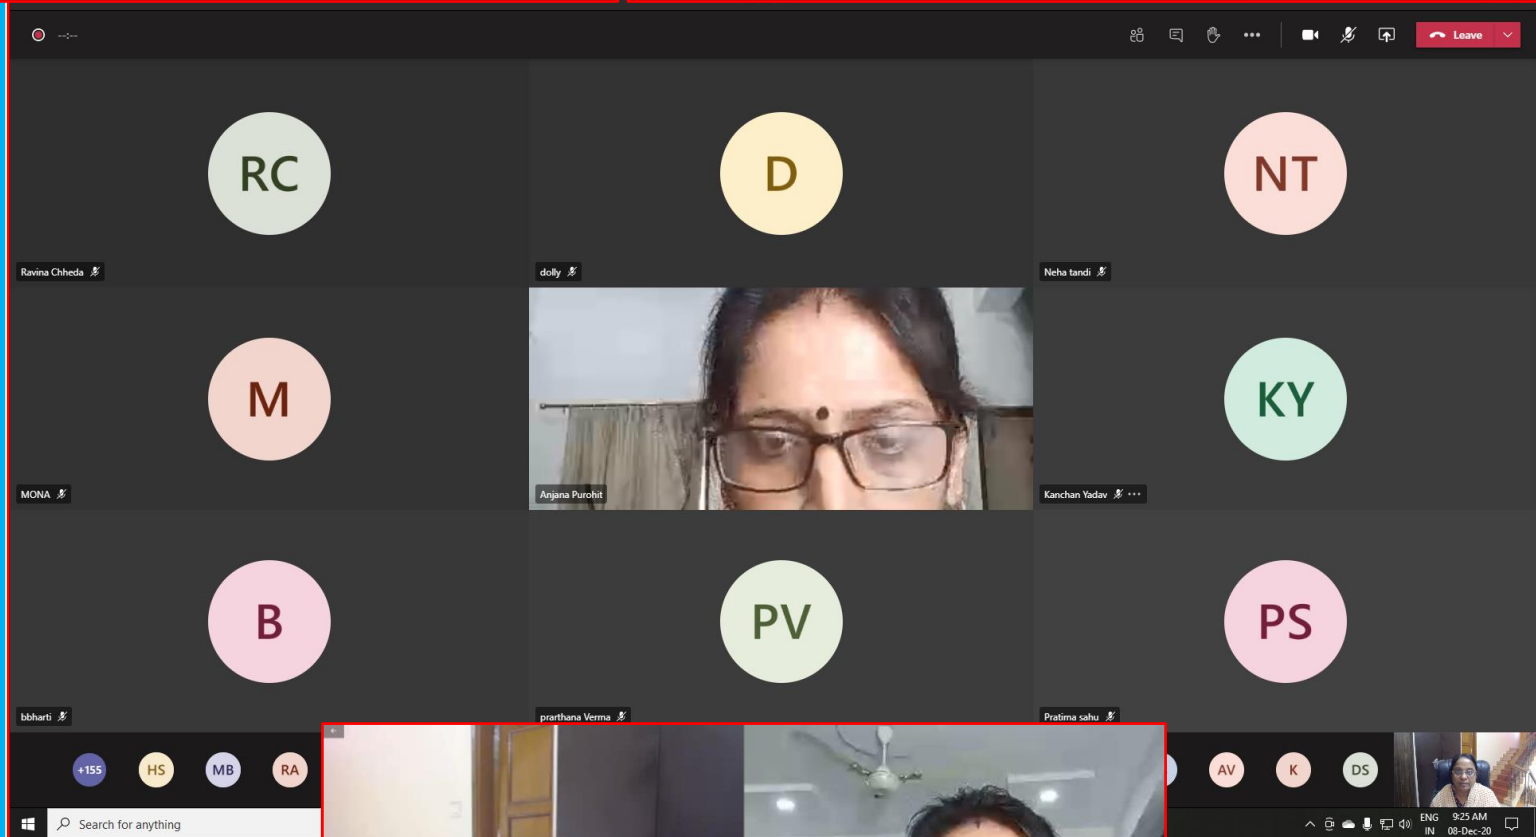 --:--
Leave
RC
D
NT
Ravina Chheda
dolly
Neha tandi
M
KY
MONA
Anjana Purohit
Kanchan Yadav
B
PV
PS
bbharti
prarthana Verma
Pratima sahu
+155
HS
MB
RA
AV
K
DS
Search for anything
ENG
IN
9:25 AM
08-Dec-20